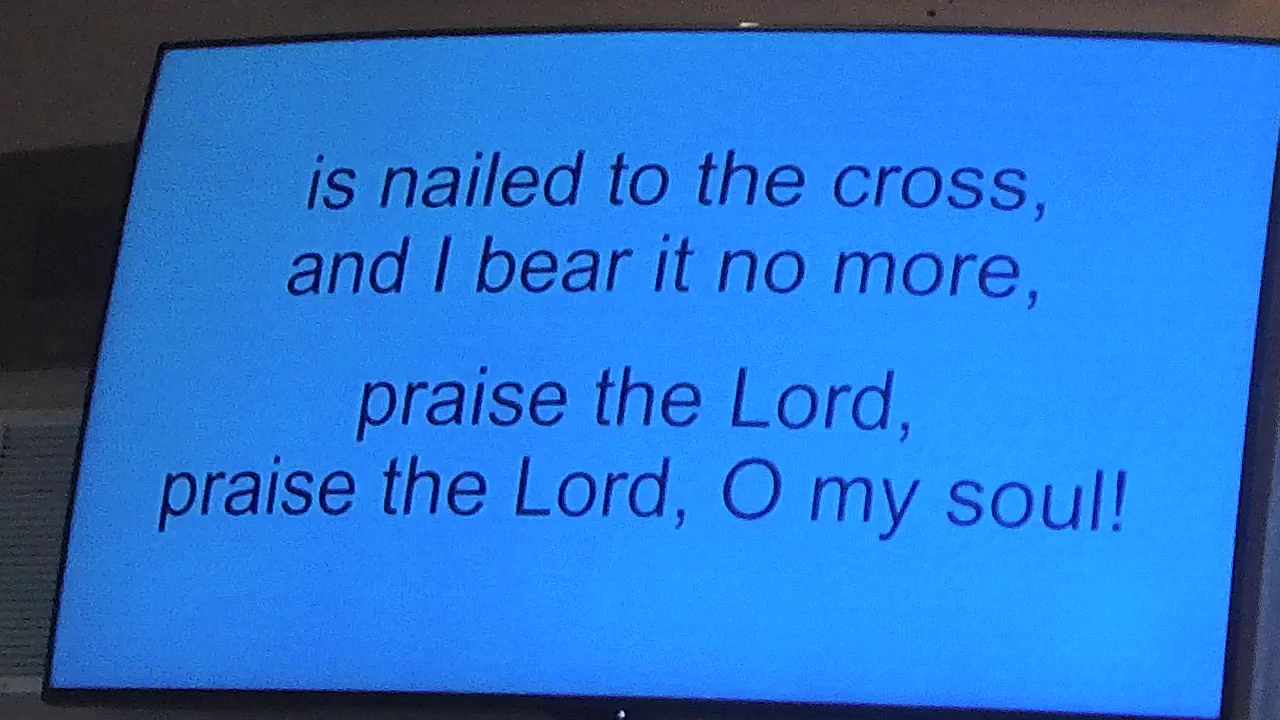 is nailed to the cross,
and I bear it no more,
praise the Lord,
praise the Lord, O my soul!